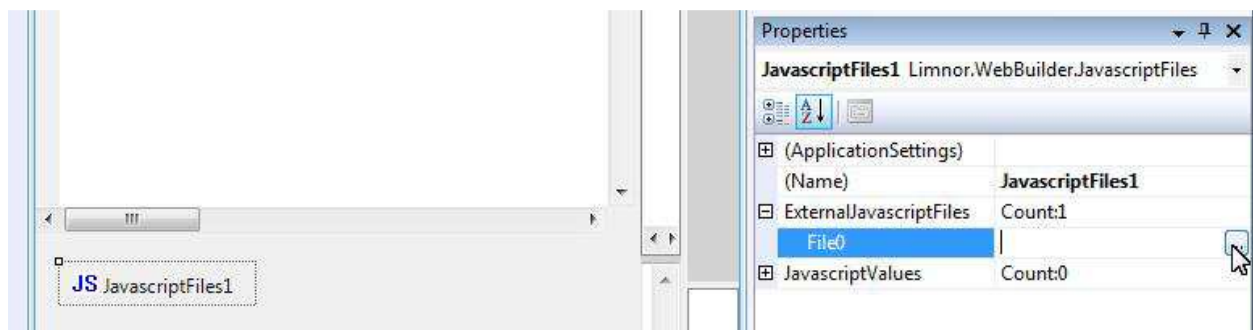 Properties
JavascriptFiles1 Limnor.WebBuilder.JavascriptFiles
A
Z
(ApplicationSettings)
(Name) JavascriptFiles1
ExternalJavascriptFiles Count:1
File0
JavascriptValues Count:0
JS JavascriptFiles1